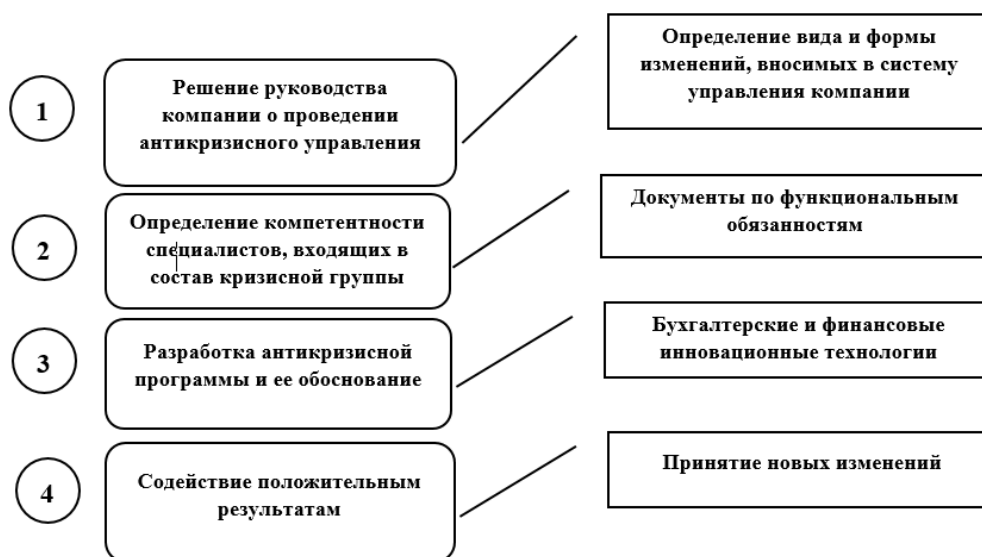 1
Решение руководства
компании о проведении
антикризисного управления
Определение вида и формы
изменений, вносимых в систему
управления компании
2
Определение компетентности
специалистов, входящих в
состав кризисной группы
Документы по функциональным
обязанностям
3
Разработка антикризисной
программы и ее обоснование
Бухгалтерские и финансовые
инновационные технологии
4
Содействие положительным
результатам
Принятие новых изменений